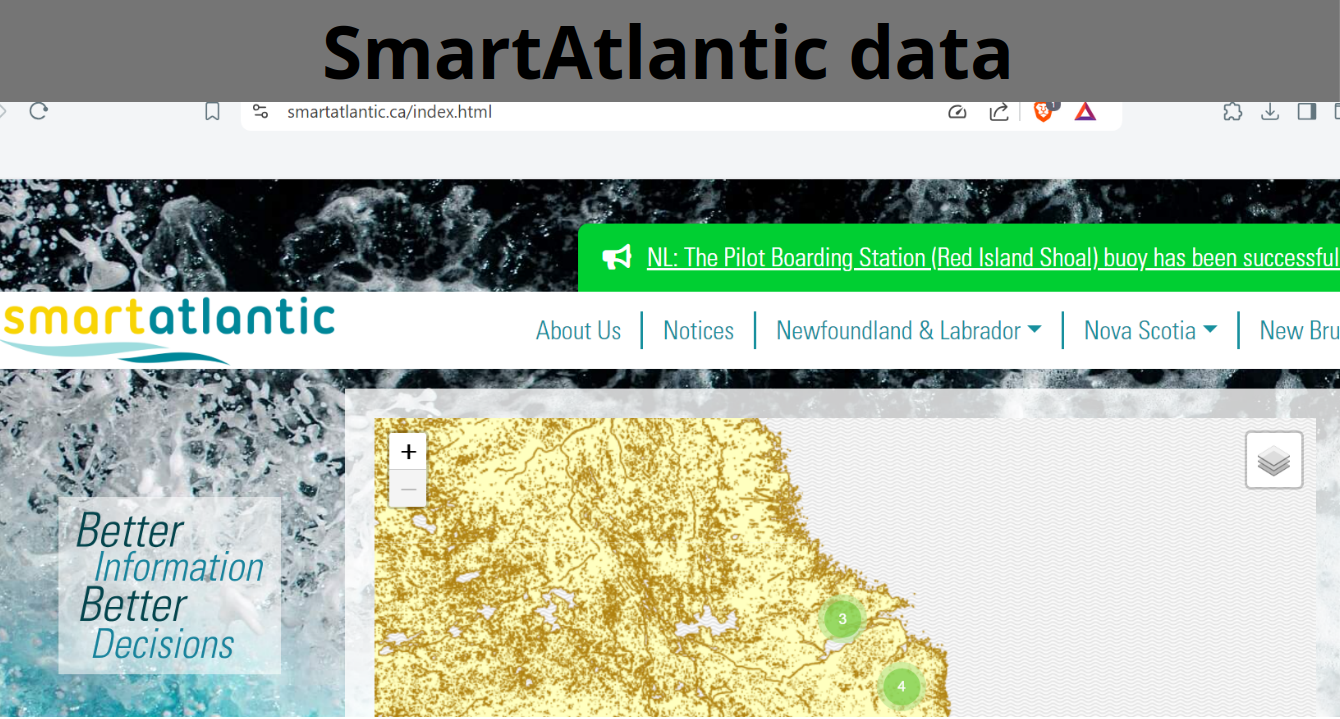 SmartAtlantic data
smartatlantic.ca/index.html
1
NL: The Pilot Boarding Station (Red Island Shoal) buoy has been successful
smartatlantic
About Us
Notices
Newfoundland & Labrador
Nova Scotia
New Bru
+
−
Better
Information
Better
Decisions
3
4